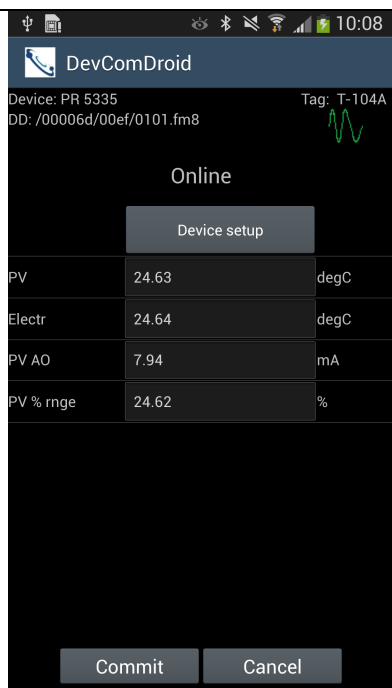 10:08
DevComDroid
Device: PR 5335 Tag: T-104A
DD: /00006d/00ef/0101.fm8
Online
Device setup
PV 24.63 degC
Electr 24.64 degC
PV AO 7.94 mA
PV % rnge 24.62 %
Commit Cancel